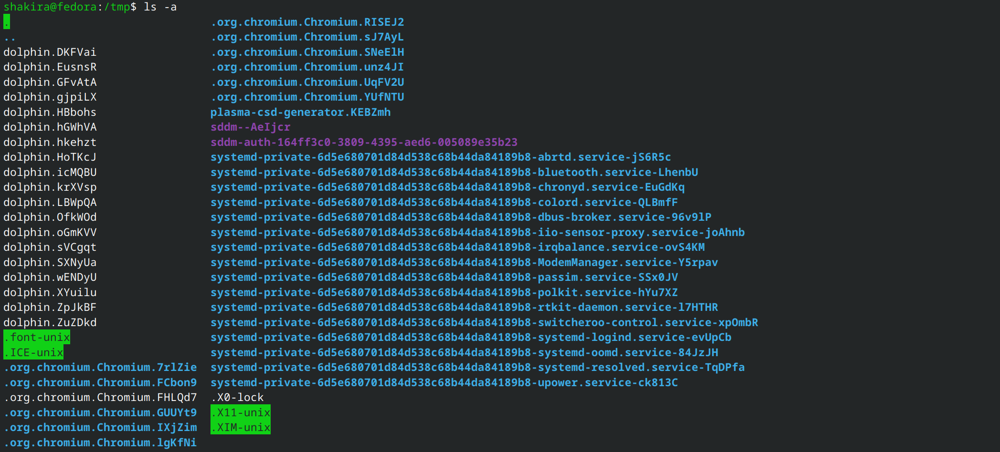 shakira@fedora:/tmp$ ls -a
.
..
dolphin.DKFVai
dolphin.EusnsR
dolphin.GFvAtA
dolphin.gjpiLX
dolphin.HBbohs
dolphin.hGWhVA
dolphin.hkehzt
dolphin.HoTKcJ
dolphin.icMQBU
dolphin.krXVsp
dolphin.LBWpQA
dolphin.OfkWOd
dolphin.oGmKVV
dolphin.sVCgqt
dolphin.SXNyUa
dolphin.wENDyU
dolphin.XYuilu
dolphin.ZpJkBF
dolphin.ZuZDkd
.font-unix
.ICE-unix
.org.chromium.Chromium.7rlZie
.org.chromium.Chromium.FCbon9
.org.chromium.Chromium.FHLQd7
.org.chromium.Chromium.GUUYt9
.org.chromium.Chromium.IXjZim
.org.chromium.Chromium.lgKfNi
.org.chromium.Chromium.RISEJ2
.org.chromium.Chromium.sJ7AyL
.org.chromium.Chromium.SNeElH
.org.chromium.Chromium.unz4JI
.org.chromium.Chromium.UqFV2U
.org.chromium.Chromium.YUfNTU
plasma-csd-generator.KEBZmh
sddm--AeIjcr
sddm-auth-164ff3c0-3809-4395-aed6-005089e35b23
systemd-private-6d5e680701d84d538c68b44da84189b8-abrtd.service-jS6R5c
systemd-private-6d5e680701d84d538c68b44da84189b8-bluetooth.service-LhenbU
systemd-private-6d5e680701d84d538c68b44da84189b8-chronyd.service-EuGdKq
systemd-private-6d5e680701d84d538c68b44da84189b8-colord.service-QLBmfF
systemd-private-6d5e680701d84d538c68b44da84189b8-dbus-broker.service-96v9lP
systemd-private-6d5e680701d84d538c68b44da84189b8-iio-sensor-proxy.service-joAhnb
systemd-private-6d5e680701d84d538c68b44da84189b8-irqbalance.service-ovS4KM
systemd-private-6d5e680701d84d538c68b44da84189b8-ModemManager.service-Y5rpav
systemd-private-6d5e680701d84d538c68b44da84189b8-passim.service-SSx0JV
systemd-private-6d5e680701d84d538c68b44da84189b8-polkit.service-hYu7XZ
systemd-private-6d5e680701d84d538c68b44da84189b8-rtkit-daemon.service-l7HTHR
systemd-private-6d5e680701d84d538c68b44da84189b8-switcheroo-control.service-xpOmbR
systemd-private-6d5e680701d84d538c68b44da84189b8-systemd-logind.service-evUpCb
systemd-private-6d5e680701d84d538c68b44da84189b8-systemd-oomd.service-84JzJH
systemd-private-6d5e680701d84d538c68b44da84189b8-systemd-resolved.service-TqDPfa
systemd-private-6d5e680701d84d538c68b44da84189b8-upower.service-ck813C
.X0-lock
.X11-unix
.XIM-unix